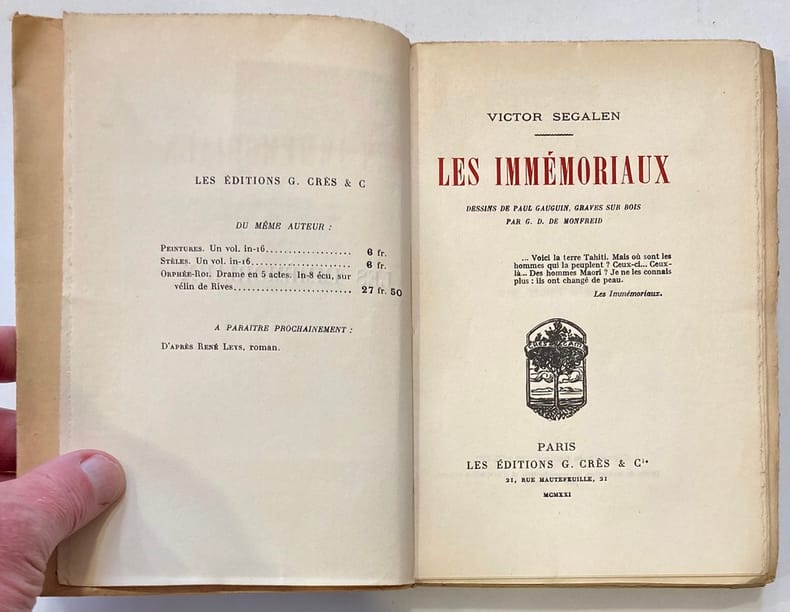 LES ÉDITIONS G. CRÈS & C
DU MÊME AUTEUR :
PEINTURES. Un vol. in-16.................... 6 fr.
STÈLES. Un vol. in-16....................... 6 fr.
ORPHÉE-ROI. Drame en 5 actes. In-8 écu, sur
vélin de Rives.............................. 27 fr. 50
A PARAITRE PROCHAINEMENT :
D'APRÈS RENÉ LEYS, roman.
VICTOR SEGALEN
LES IMMÉMORIAUX
DESSINS DE PAUL GAUGUIN, GRAVES SUR BOIS
PAR G. D. DE MONFREID
... Voici la terre Tahiti. Mais où sont les
hommes qui la peuplent ? Ceux-ci... Ceux-
là... Des hommes Maori ? Je ne les connais
plus : ils ont changé de peau.
Les Immémoriaux.
PARIS
LES ÉDITIONS G. CRÈS & Cie
21, RUE HAUTEFEUILLE, 21
MCMXXI